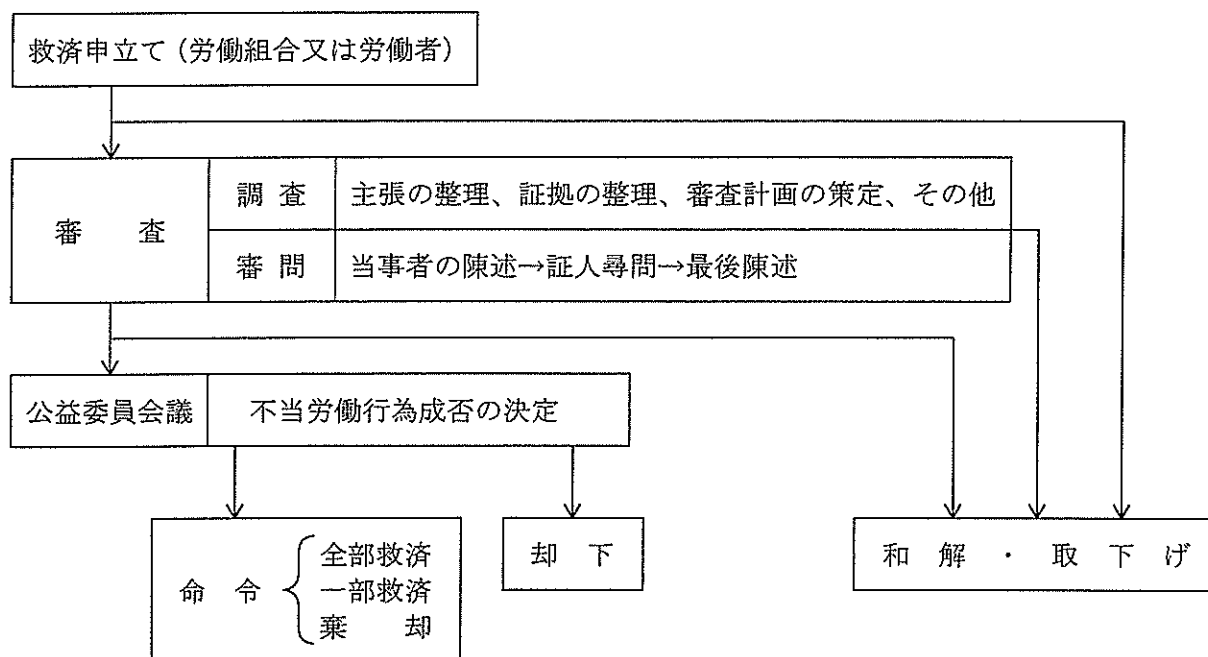 救済申立て(労働組合又は労働者)
審 査
調 査 主張の整理、証拠の整理、審査計画の策定、その他
審 問 当事者の陳述→証人尋問→最後陳述
公益委員会議 不当労働行為成否の決定
命 令
全部救済
一部救済
棄 却
却 下
和 解 ・ 取 下 げ